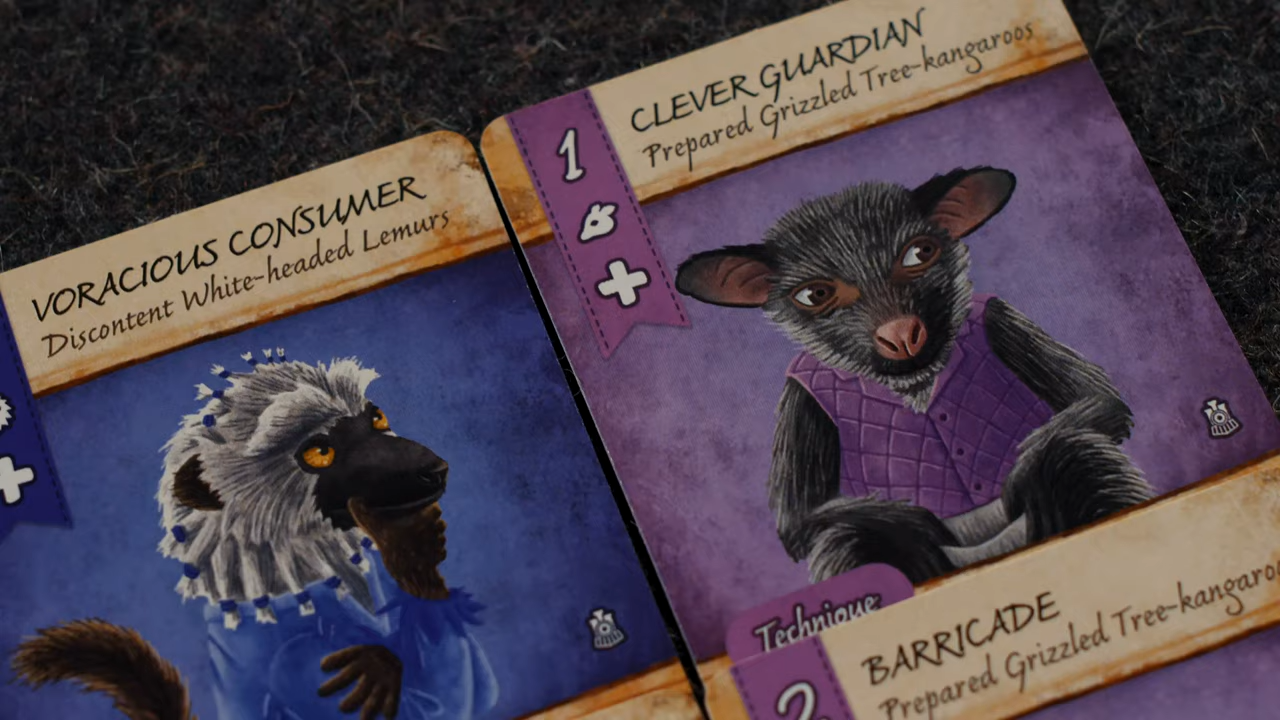 VORACIOUS CONSUMER
Discontent White-headed Lemurs
CLEVER GUARDIAN
Prepared Grizzled Tree-kangaroos
1
Technique
BARRICADE
Prepared Grizzled Tree-kangaroo
2